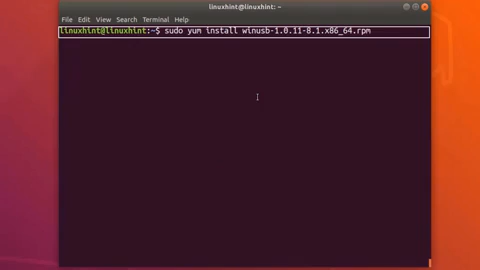 linuxhint@linuxhint: ~
File Edit View Search Terminal Help
linuxhint@linuxhint:~$ sudo yum install winusb-1.0.11-8.1.x86_64.rpm